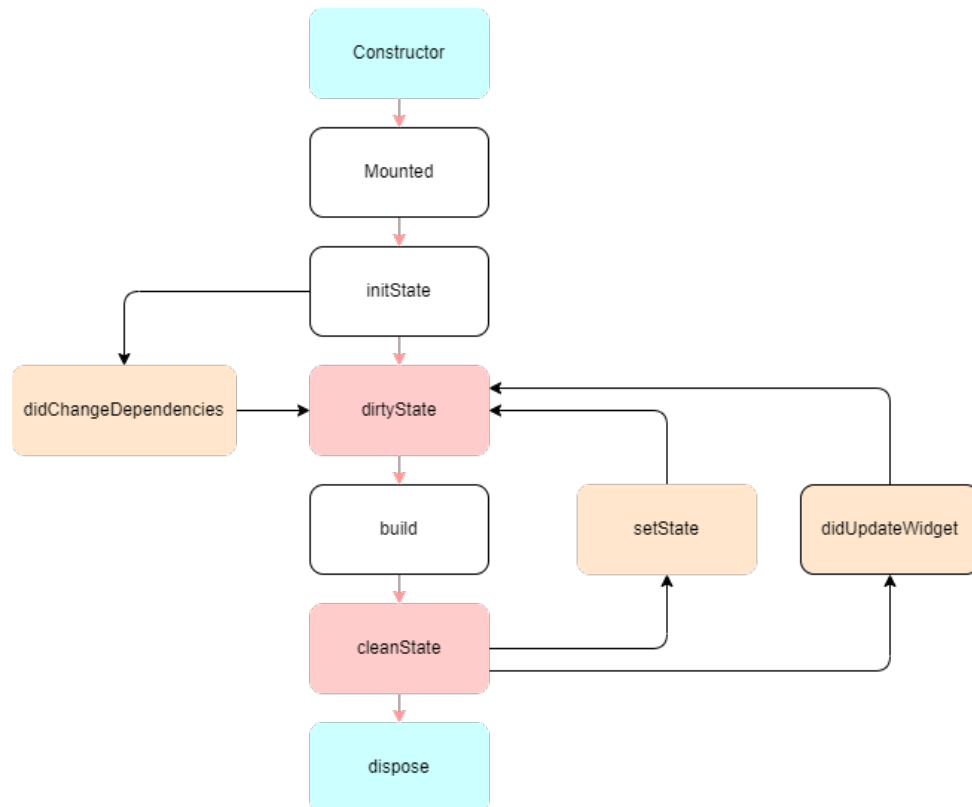 Constructor
Mounted
initState
didChangeDependencies
dirtyState
build
setState
didUpdateWidget
cleanState
dispose